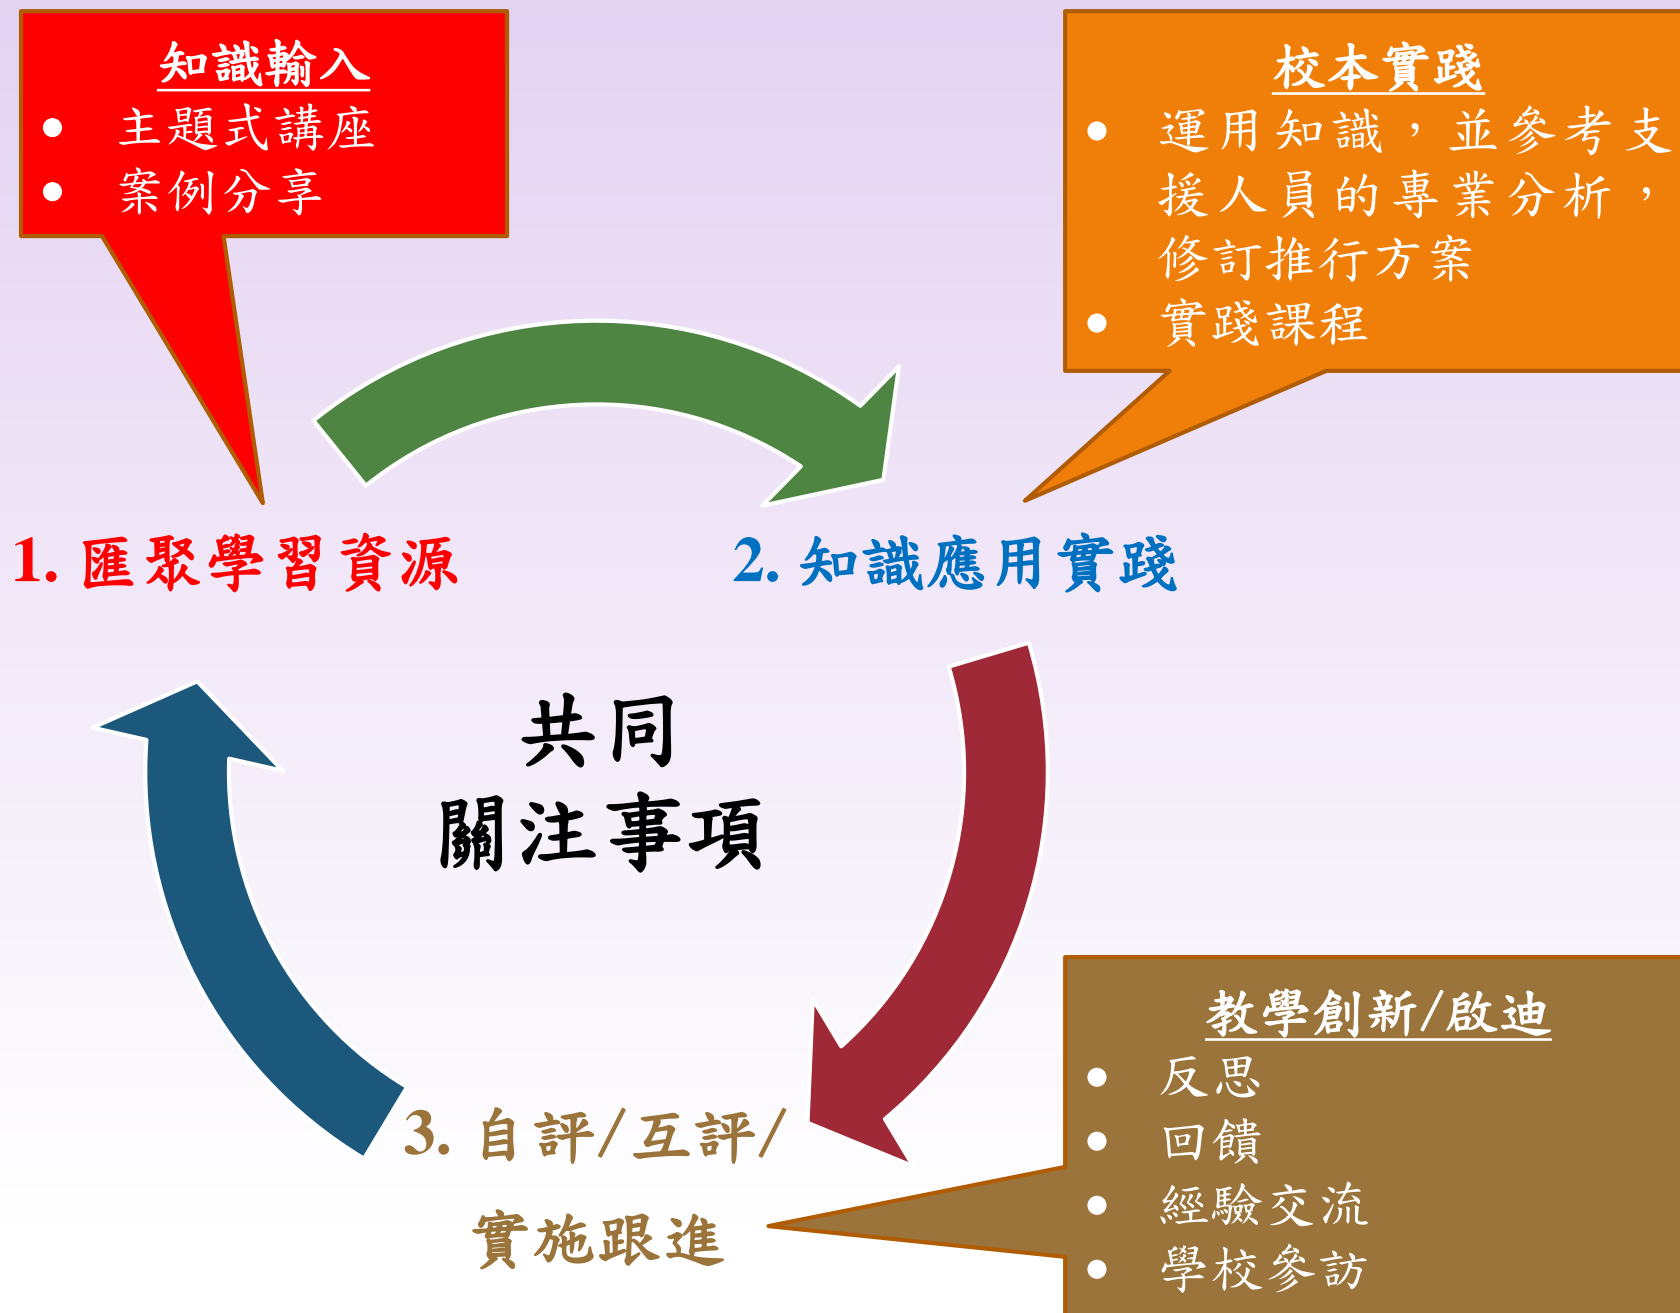 知識輸入
● 主題式講座
● 案例分享
校本實踐
● 運用知識，並參考支
援人員的專業分析，
修訂推行方案
● 實踐課程
1. 匯聚學習資源
2. 知識應用實踐
共同
關注事項
3. 自評/互評/
實施跟進
教學創新/啟迪
● 反思
● 回饋
● 經驗交流
● 學校參訪